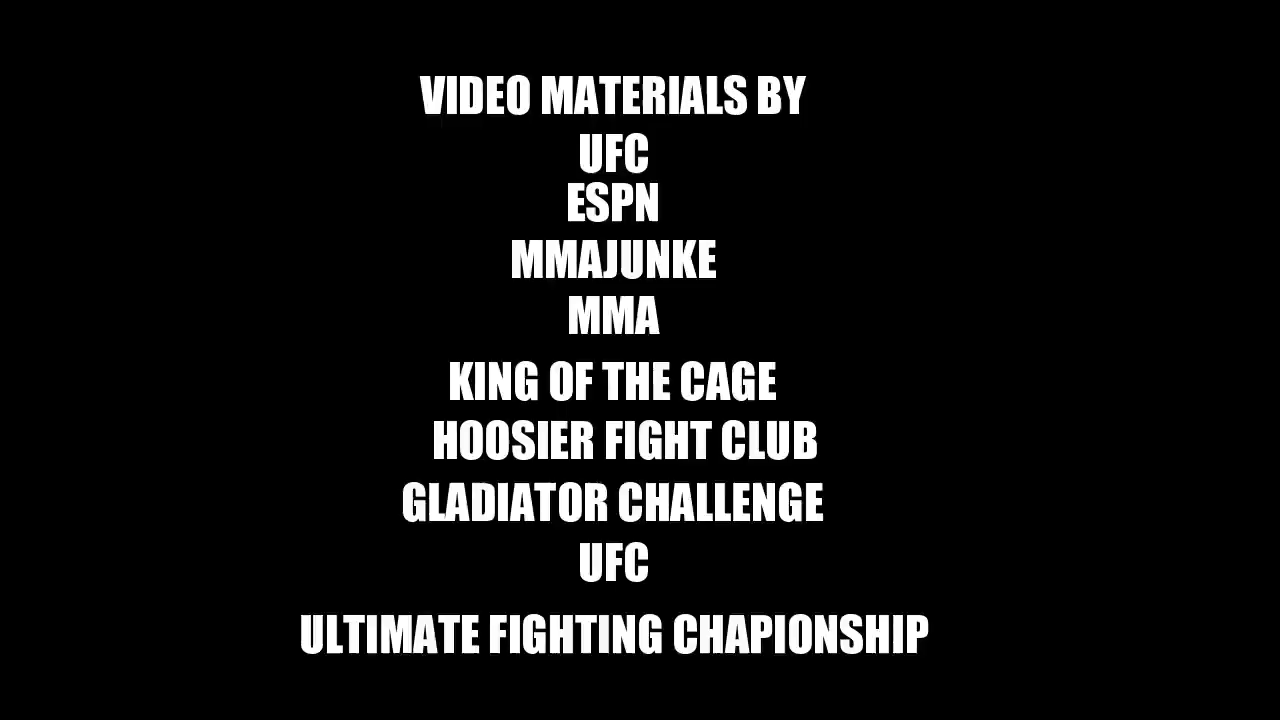 VIDEO MATERIALS BY
UFC
ESPN
MMAJUNKE
MMA
KING OF THE CAGE
HOOSIER FIGHT CLUB
GLADIATOR CHALLENGE
UFC
ULTIMATE FIGHTING CHAPIONSHIP